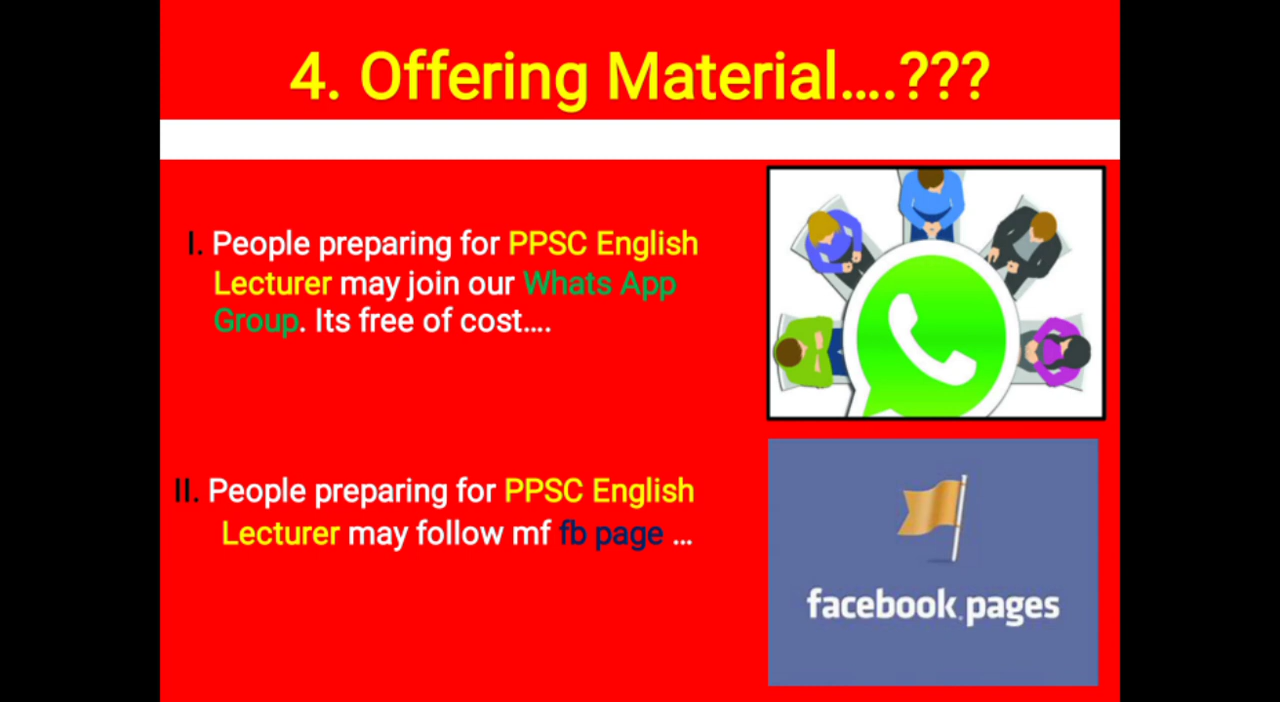 4. Offering Material....???
I. People preparing for PPSC English
Lecturer may join our Whats App
Group. Its free of cost....
II. People preparing for PPSC English
Lecturer may follow mf fb page ...
facebook pages